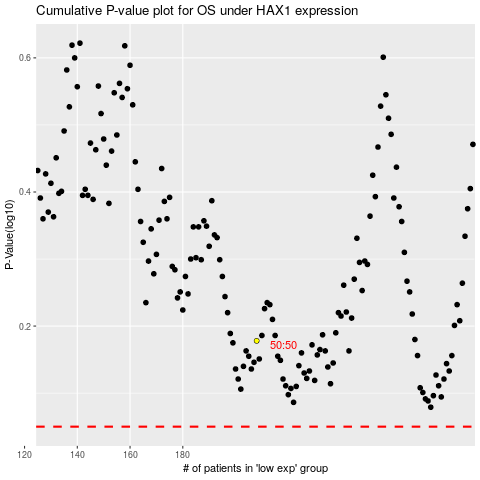 Cumulative P-value plot for OS under HAX1 expression
P-Value(log10)
0.6
0.4
0.2
50:50
120 140 160 180
# of patients in 'low exp' group